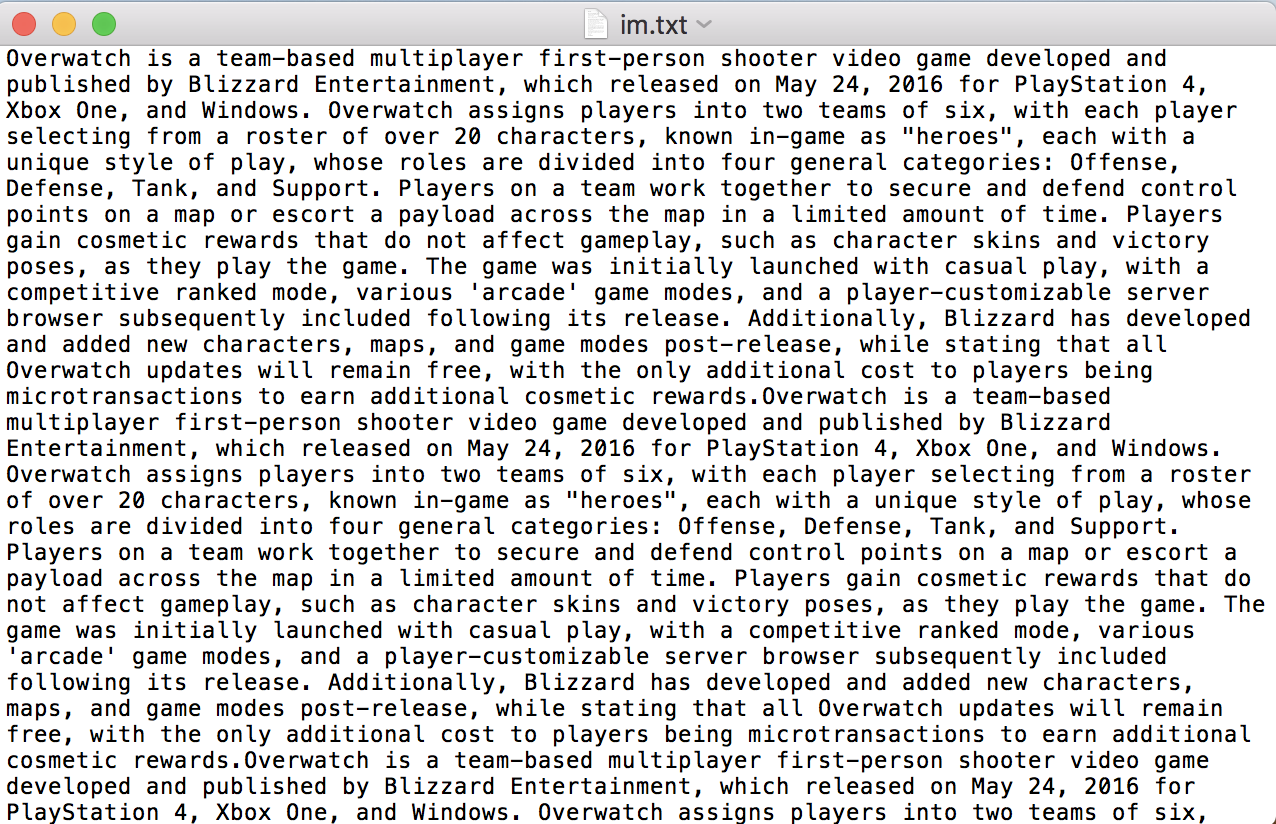 im.txt
Overwatch is a team-based multiplayer first-person shooter video game developed and
published by Blizzard Entertainment, which released on May 24, 2016 for PlayStation 4,
Xbox One, and Windows. Overwatch assigns players into two teams of six, with each player
selecting from a roster of over 20 characters, known in-game as "heroes", each with a
unique style of play, whose roles are divided into four general categories: Offense,
Defense, Tank, and Support. Players on a team work together to secure and defend control
points on a map or escort a payload across the map in a limited amount of time. Players
gain cosmetic rewards that do not affect gameplay, such as character skins and victory
poses, as they play the game. The game was initially launched with casual play, with a
competitive ranked mode, various 'arcade' game modes, and a player-customizable server
browser subsequently included following its release. Additionally, Blizzard has developed
and added new characters, maps, and game modes post-release, while stating that all
Overwatch updates will remain free, with the only additional cost to players being
microtransactions to earn additional cosmetic rewards.Overwatch is a team-based
multiplayer first-person shooter video game developed and published by Blizzard
Entertainment, which released on May 24, 2016 for PlayStation 4, Xbox One, and Windows.
Overwatch assigns players into two teams of six, with each player selecting from a roster
of over 20 characters, known in-game as "heroes", each with a unique style of play, whose
roles are divided into four general categories: Offense, Defense, Tank, and Support.
Players on a team work together to secure and defend control points on a map or escort a
payload across the map in a limited amount of time. Players gain cosmetic rewards that do
not affect gameplay, such as character skins and victory poses, as they play the game. The
game was initially launched with casual play, with a competitive ranked mode, various
'arcade' game modes, and a player-customizable server browser subsequently included
following its release. Additionally, Blizzard has developed and added new characters,
maps, and game modes post-release, while stating that all Overwatch updates will remain
free, with the only additional cost to players being microtransactions to earn additional
cosmetic rewards.Overwatch is a team-based multiplayer first-person shooter video game
developed and published by Blizzard Entertainment, which released on May 24, 2016 for
PlayStation 4, Xbox One, and Windows. Overwatch assigns players into two teams of six,